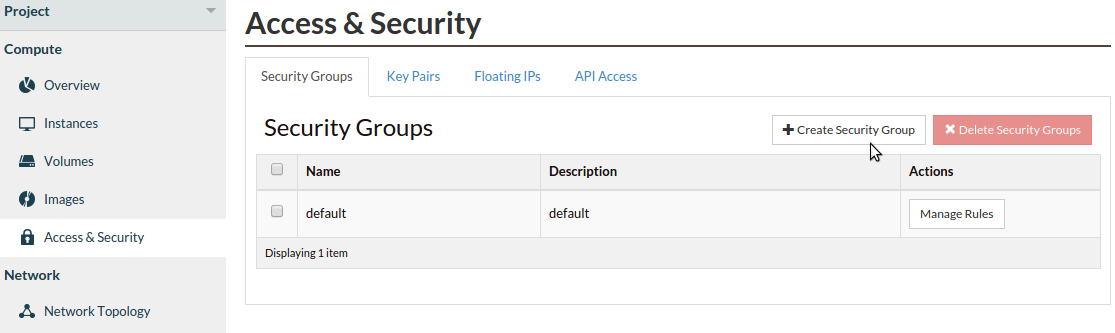 Project
Compute
Overview
Instances
Volumes
Images
Access & Security
Network
Network Topology
Access & Security
Security Groups Key Pairs Floating IPs API Access
Security Groups
Create Security Group Delete Security Groups
Name Description Actions
default default Manage Rules
Displaying 1 item